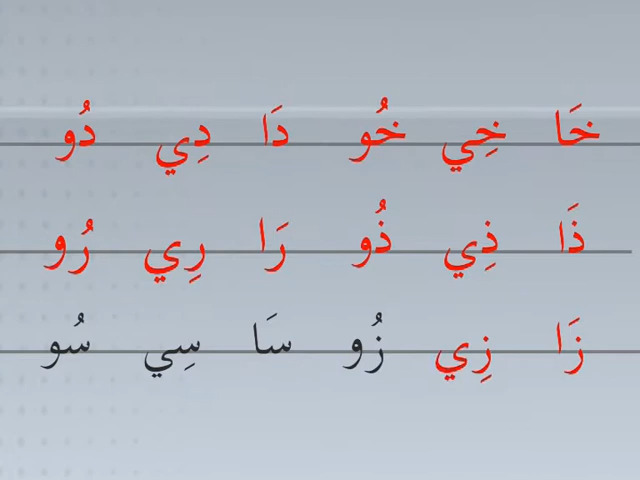 خَا خِي خُو دَا دِي دُو
ذَا ذِي ذُو رَا رِي رُو
زَا زِي زُو سَا سِي سُو